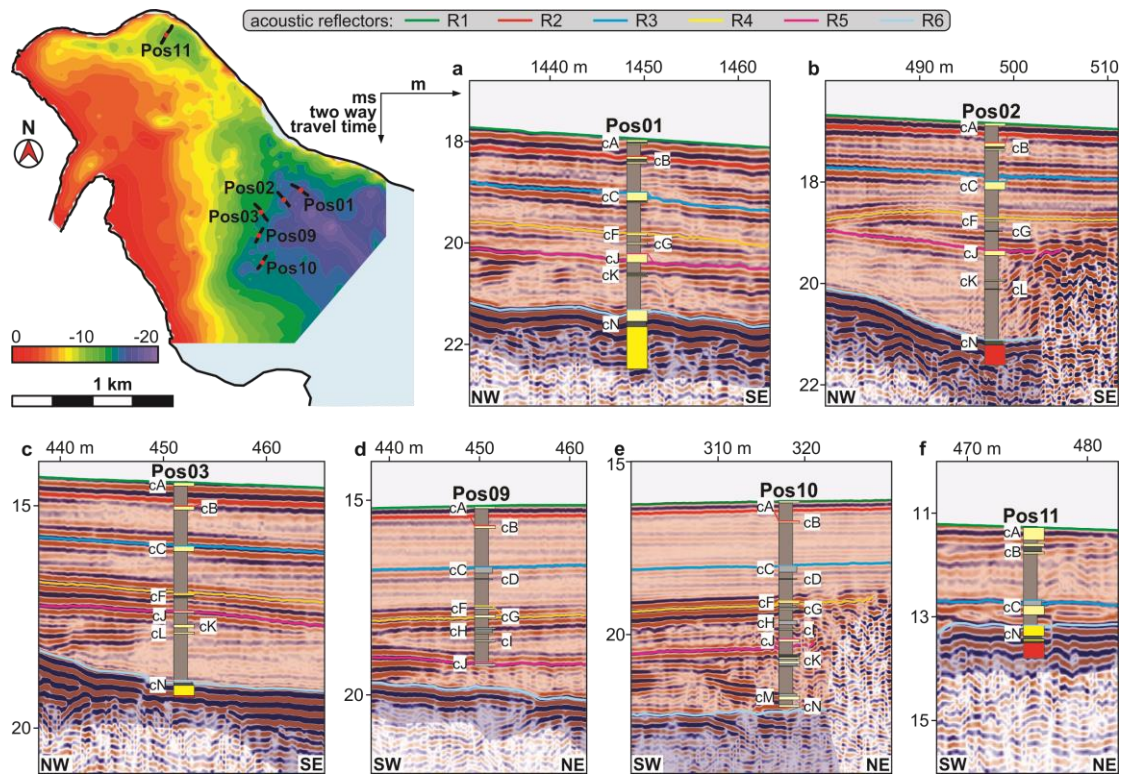 acoustic reflectors: R1 R2 R3 R4 R5 R6
Pos11
Pos02
Pos01
Pos03
Pos09
Pos10
N
0 -10 -20
1 km
ms
two way
travel time
m
a
1440 m 1450 1460
Pos01
18
20
22
cA
cB
cC
cF
cG
cJ
cK
cN
NW SE
b
490 m 500 510
Pos02
18
20
22
cA
cB
cC
cF
cG
cJ
cK
cL
cN
NW SE
c
440 m 450 460
Pos03
15
20
cA
cB
cC
cF
cJ
cK
cL
cN
NW SE
d
440 m 450 460
Pos09
15
20
cA
cB
cC
cD
cF
cG
cH
cI
cJ
SW NE
e
310 m 320
Pos10
15
20
cA
cB
cC
cD
cF
cG
cH
cI
cJ
cK
cM
cN
SW NE
f
470 m 480
Pos11
11
13
15
cA
cB
cC
cN
SW NE